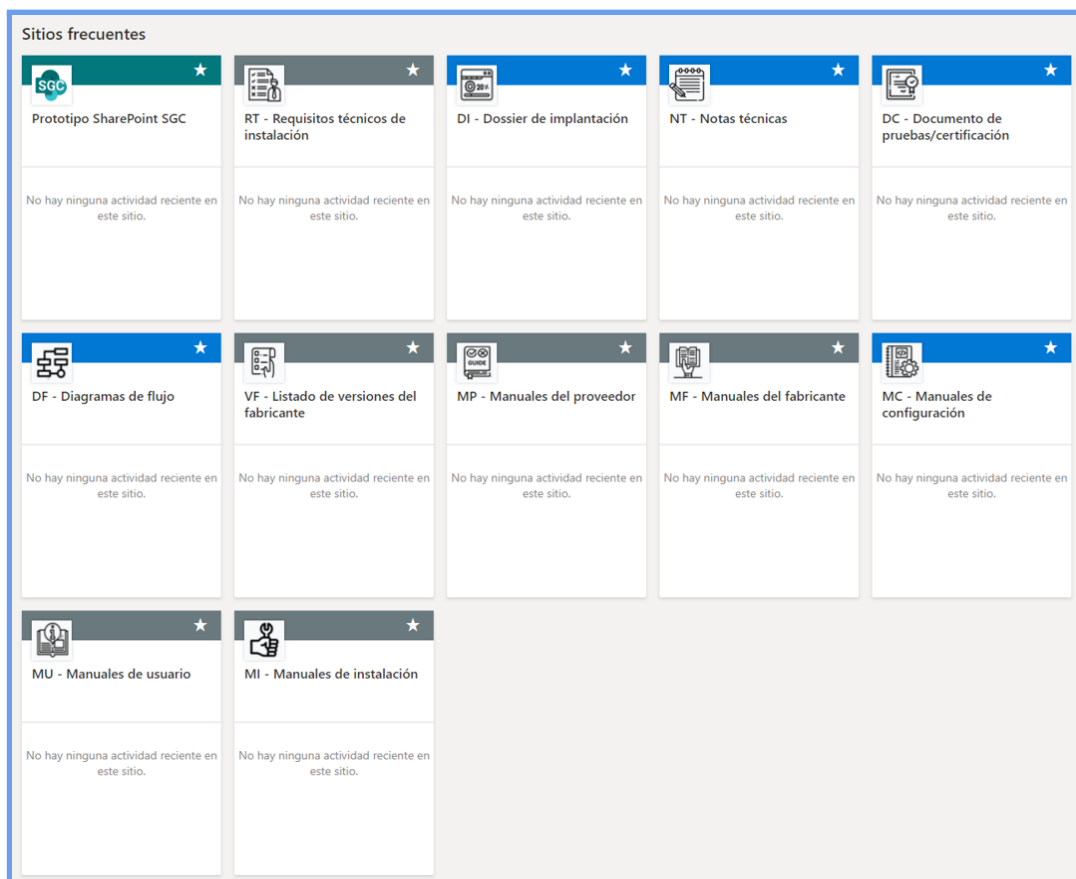 Sitios frecuentes
SGC
Prototipo SharePoint SGC
No hay ninguna actividad reciente en
este sitio.
RT - Requisitos técnicos de
instalación
No hay ninguna actividad reciente en
este sitio.
20%
DI - Dossier de implantación
No hay ninguna actividad reciente en
este sitio.
NT - Notas técnicas
No hay ninguna actividad reciente en
este sitio.
DC - Documento de
pruebas/certificación
No hay ninguna actividad reciente en
este sitio.
DF - Diagramas de flujo
No hay ninguna actividad reciente en
este sitio.
VF - Listado de versiones del
fabricante
No hay ninguna actividad reciente en
este sitio.
GUIDE
MP - Manuales del proveedor
No hay ninguna actividad reciente en
este sitio.
MF - Manuales del fabricante
No hay ninguna actividad reciente en
este sitio.
MC - Manuales de
configuración
No hay ninguna actividad reciente en
este sitio.
MU - Manuales de usuario
No hay ninguna actividad reciente en
este sitio.
MI - Manuales de instalación
No hay ninguna actividad reciente en
este sitio.